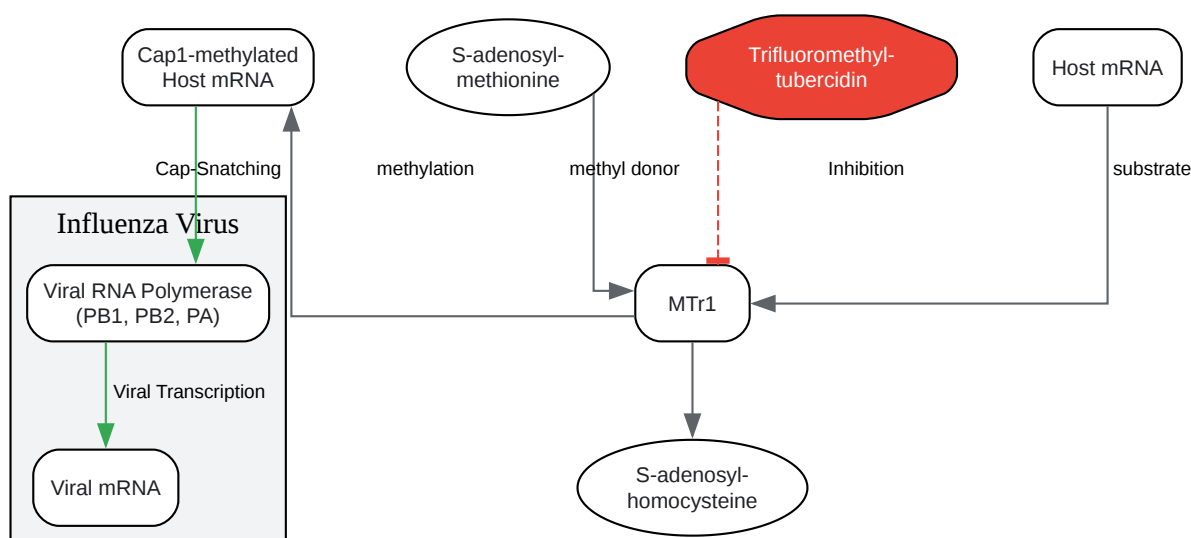 Cap1-methylated
Host mRNA
S-adenosyl-
methionine
Trifluoromethyl-
tubercidin
Host mRNA
Cap-Snatching
methylation
methyl donor
Inhibition
substrate
Influenza Virus
Viral RNA Polymerase
(PB1, PB2, PA)
MTr1
Viral Transcription
Viral mRNA
S-adenosyl-
homocysteine